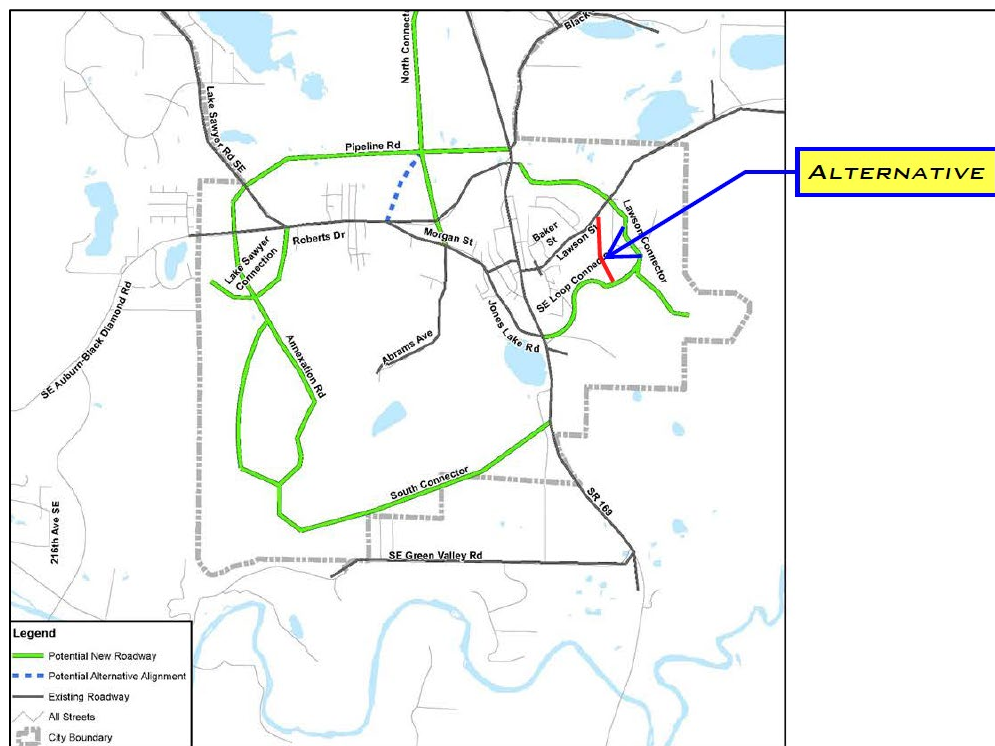 North Connect
Black
Lake Sawyer Rd SE
Pipeline Rd
ALTERNATIVE
Lawson Connector
Baker
St
Lawson St
Morgan St
Roberts Dr
Lake Sawyer
Connection
SE Loop Connec
SE Auburn-Black Diamond Rd
Jones Lake Rd
Abrams Ave
Annexation Rd
South Connector
SR 169
216th Ave SE
SE Green Valley Rd
Legend
Potential New Roadway
Potential Alternative Alignment
Existing Roadway
All Streets
City Boundary